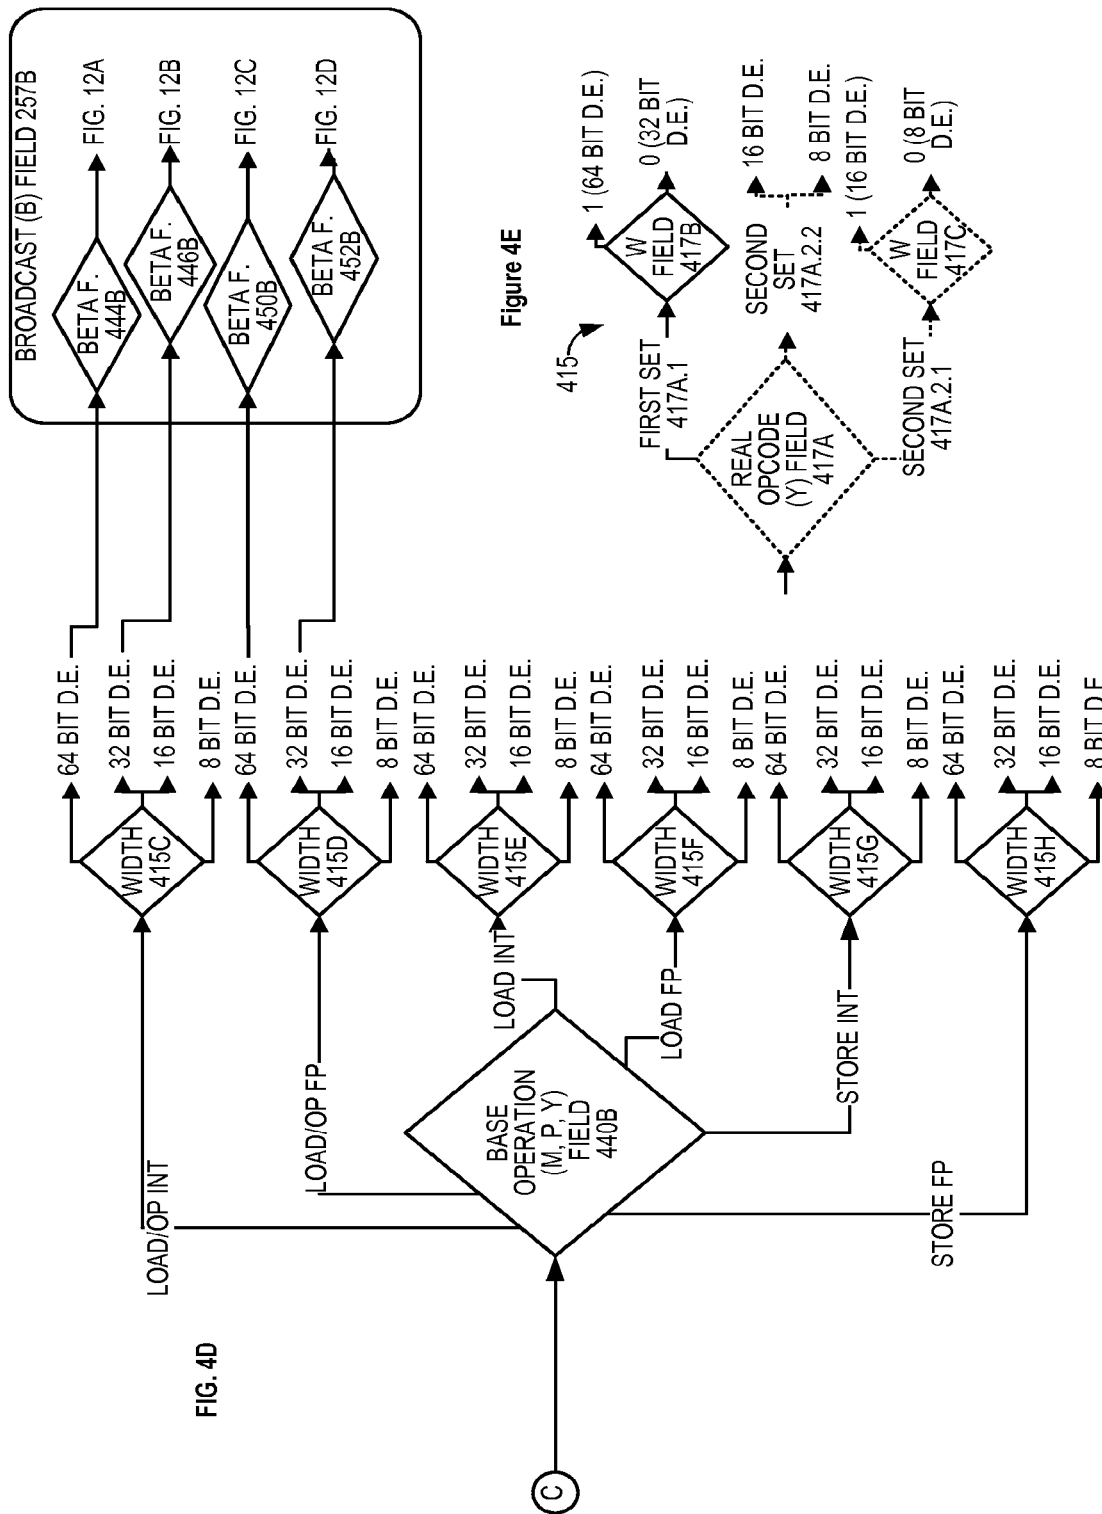 FIG. 4D
C
BASE
OPERATION
(M, P, Y)
FIELD
440B
LOAD/OP INT
LOAD/OP FP
LOAD INT
LOAD FP
STORE INT
STORE FP
WIDTH
415C
64 BIT D.E.
32 BIT D.E.
16 BIT D.E.
8 BIT D.E.
WIDTH
415D
64 BIT D.E.
32 BIT D.E.
16 BIT D.E.
8 BIT D.E.
WIDTH
415E
64 BIT D.E.
32 BIT D.E.
16 BIT D.E.
8 BIT D.E.
WIDTH
415F
64 BIT D.E.
32 BIT D.E.
16 BIT D.E.
8 BIT D.E.
WIDTH
415G
64 BIT D.E.
32 BIT D.E.
16 BIT D.E.
8 BIT D.E.
WIDTH
415H
64 BIT D.E.
32 BIT D.E.
16 BIT D.E.
8 BIT D.E
BROADCAST (B) FIELD 257B
BETA F.
444B
FIG. 12A
BETA F.
446B
FIG. 12B
BETA F.
450B
FIG. 12C
BETA F.
452B
FIG. 12D
Figure 4E
415
REAL
OPCODE
(Y) FIELD
417A
FIRST SET
417A.1
W
FIELD
417B
1 (64 BIT D.E.)
0 (32 BIT
D.E.)
SECOND
SET
417A.2.2
16 BIT D.E.
8 BIT D.E.
SECOND SET
417A.2.1
W
FIELD
417C
1 (16 BIT D.E.)
0 (8 BIT
D.E.)